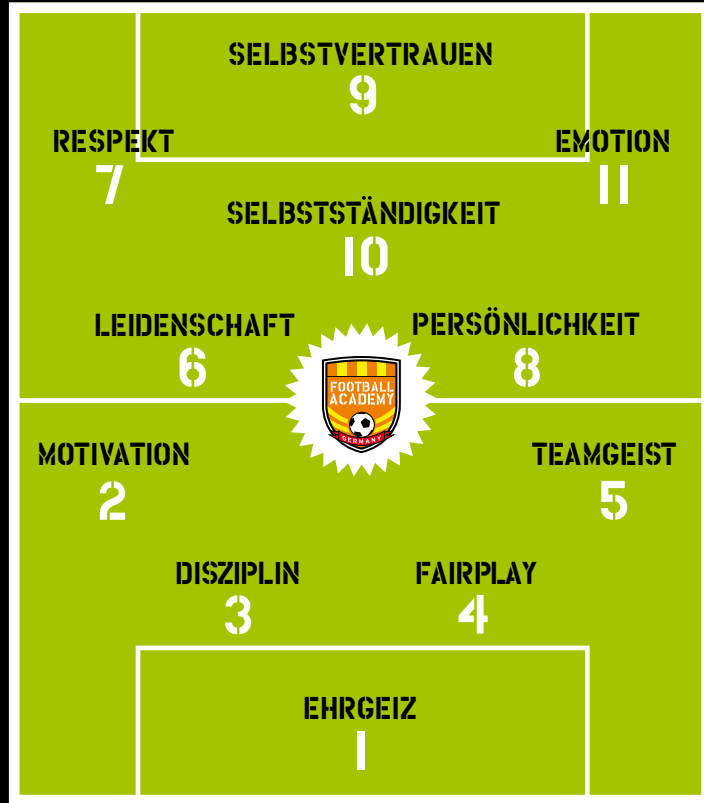 SELBSTVERTRAUEN
9
RESPEKT
7
EMOTION
11
SELBSTSTÄNDIGKEIT
10
LEIDENSCHAFT
6
PERSÖNLICHKEIT
8
FOOTBALL
ACADEMY
GERMANY
MOTIVATION
2
TEAMGEIST
5
DISZIPLIN
3
FAIRPLAY
4
EHRGEIZ
1